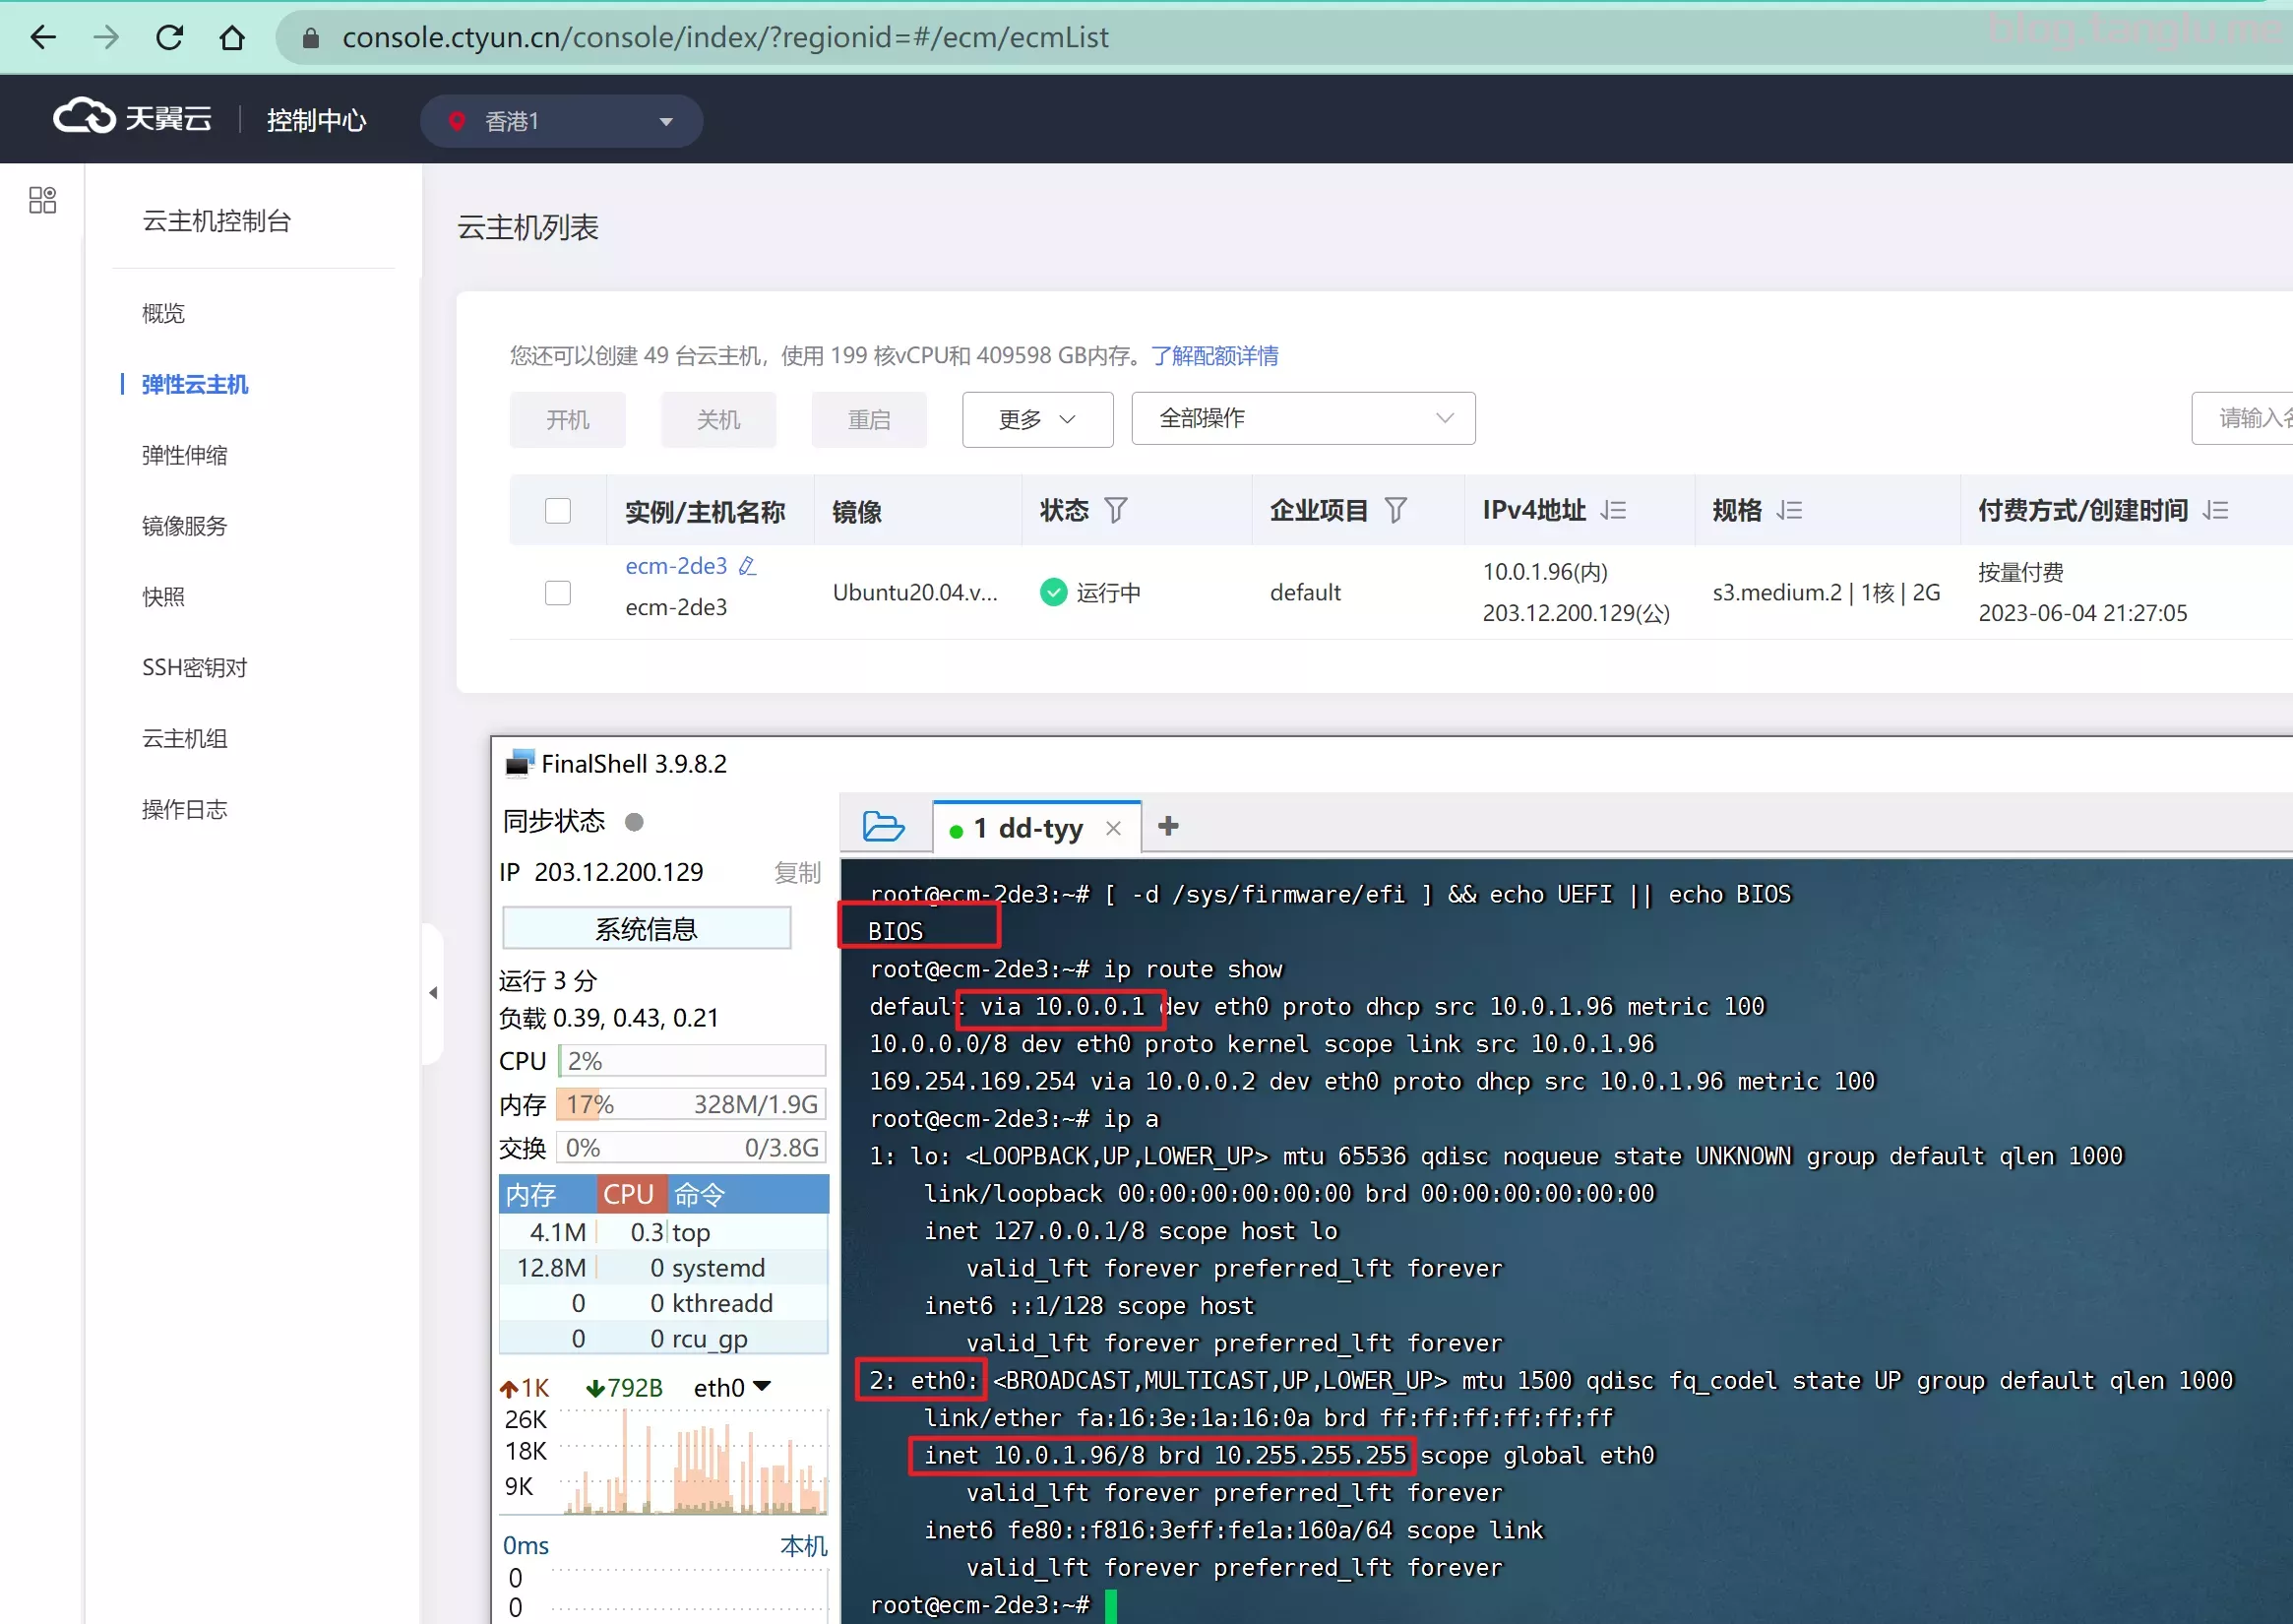 console.ctyun.cn/console/index/?regionid=#/ecm/ecmList
blog.tanglu.me
天翼云
控制中心
香港1
云主机控制台
概览
弹性云主机
弹性伸缩
镜像服务
快照
SSH密钥对
云主机组
操作日志
云主机列表
您还可以创建 49 台云主机，使用 199 核vCPU和 409598 GB内存。了解配额详情
开机 关机 重启 更多 全部操作 请输入名
实例/主机名称 镜像 状态 企业项目 IPv4地址 规格 付费方式/创建时间
ecm-2de3
ecm-2de3
Ubuntu20.04.v...
运行中
default
10.0.1.96(内)
203.12.200.129(公)
s3.medium.2 | 1核 | 2G
按量付费
2023-06-04 21:27:05
FinalShell 3.9.8.2
同步状态
IP 203.12.200.129 复制
系统信息
运行 3 分
负载 0.39, 0.43, 0.21
CPU 2%
内存 17% 328M/1.9G
交换 0% 0/3.8G
内存 CPU 命令
4.1M 0.3 top
12.8M 0 systemd
0 0 kthreadd
0 0 rcu_gp
1K 792B eth0
26K
18K
9K
0ms 本机
0
0
1 dd-tyy
root@ecm-2de3:~# [ -d /sys/firmware/efi ] && echo UEFI || echo BIOS
BIOS
root@ecm-2de3:~# ip route show
default via 10.0.0.1 dev eth0 proto dhcp src 10.0.1.96 metric 100
10.0.0.0/8 dev eth0 proto kernel scope link src 10.0.1.96
169.254.169.254 via 10.0.0.2 dev eth0 proto dhcp src 10.0.1.96 metric 100
root@ecm-2de3:~# ip a
1: lo: <LOOPBACK,UP,LOWER_UP> mtu 65536 qdisc noqueue state UNKNOWN group default qlen 1000
link/loopback 00:00:00:00:00:00 brd 00:00:00:00:00:00
inet 127.0.0.1/8 scope host lo
valid_lft forever preferred_lft forever
inet6 ::1/128 scope host
valid_lft forever preferred_lft forever
2: eth0: <BROADCAST,MULTICAST,UP,LOWER_UP> mtu 1500 qdisc fq_codel state UP group default qlen 1000
link/ether fa:16:3e:1a:16:0a brd ff:ff:ff:ff:ff:ff
inet 10.0.1.96/8 brd 10.255.255.255 scope global eth0
valid_lft forever preferred_lft forever
inet6 fe80::f816:3eff:fe1a:160a/64 scope link
valid_lft forever preferred_lft forever
root@ecm-2de3:~#